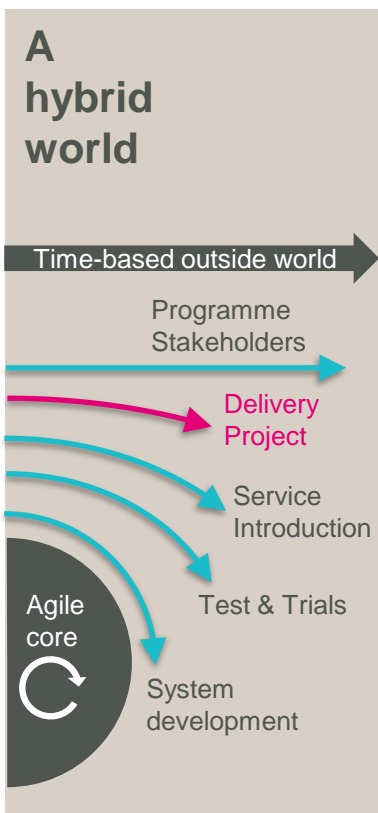 A
hybrid
world
Time-based outside world
Programme
Stakeholders
Delivery
Project
Service
Introduction
Test & Trials
Agile
core
System
development